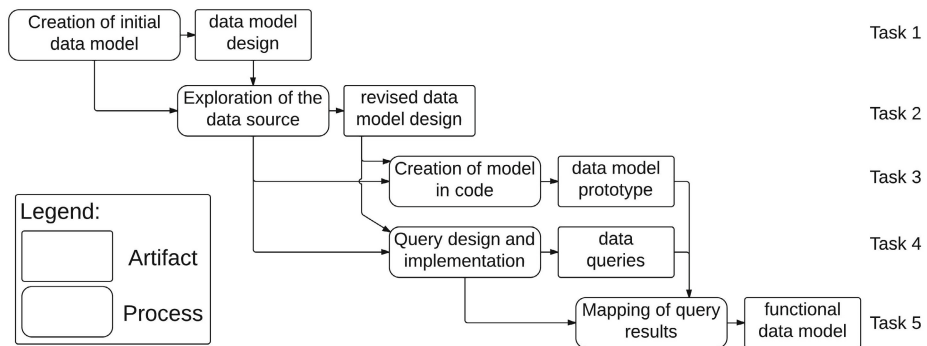 Creation of initial
data model
data model
design
Task 1
Exploration of the
data source
revised data
model design
Task 2
Creation of model
in code
data model
prototype
Task 3
Query design and
implementation
data
queries
Task 4
Mapping of query
results
functional
data model
Task 5
Legend:
Artifact
Process